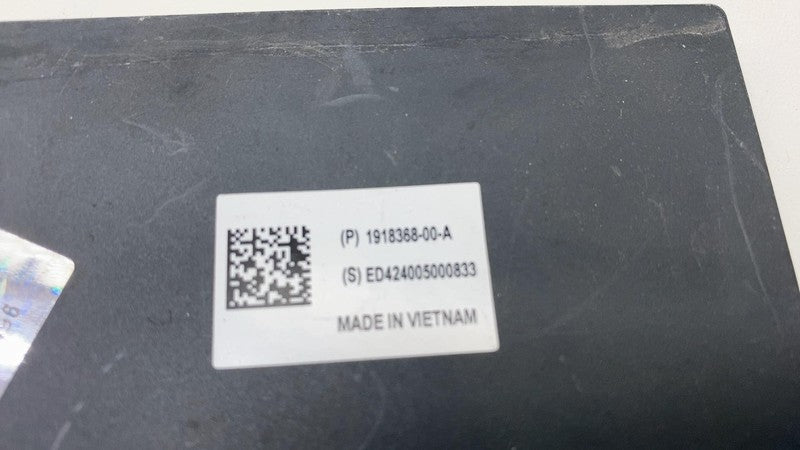 (P) 1918368-00-A
(S) ED424005000833
MADE IN VIETNAM